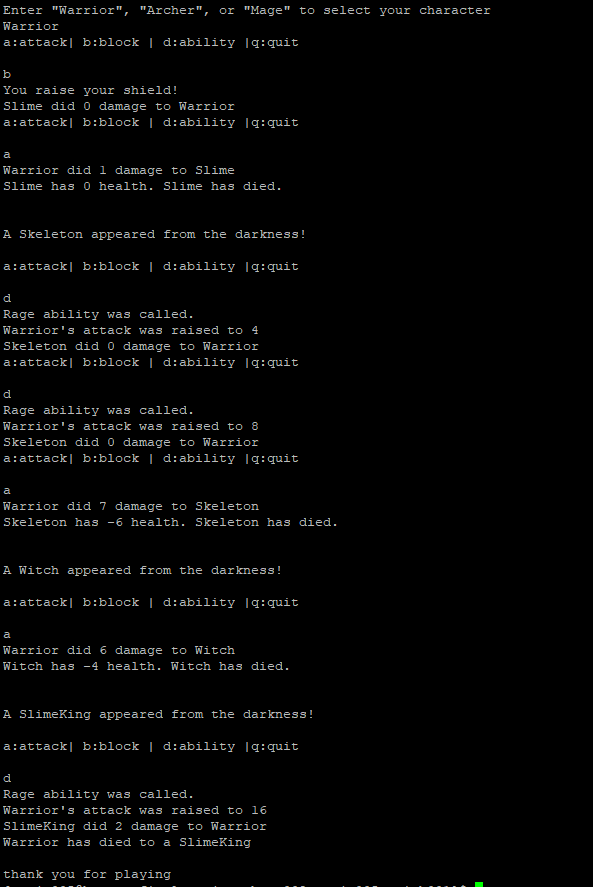 Enter "Warrior", "Archer", or "Mage" to select your character
Warrior
a:attack| b:block | d:ability |q:quit
b
You raise your shield!
Slime did 0 damage to Warrior
a:attack| b:block | d:ability |q:quit
a
Warrior did 1 damage to Slime
Slime has 0 health. Slime has died.
A Skeleton appeared from the darkness!
a:attack| b:block | d:ability |q:quit
d
Rage ability was called.
Warrior's attack was raised to 4
Skeleton did 0 damage to Warrior
a:attack| b:block | d:ability |q:quit
d
Rage ability was called.
Warrior's attack was raised to 8
Skeleton did 0 damage to Warrior
a:attack| b:block | d:ability |q:quit
a
Warrior did 7 damage to Skeleton
Skeleton has -6 health. Skeleton has died.
A Witch appeared from the darkness!
a:attack| b:block | d:ability |q:quit
a
Warrior did 6 damage to Witch
Witch has -4 health. Witch has died.
A SlimeKing appeared from the darkness!
a:attack| b:block | d:ability |q:quit
d
Rage ability was called.
Warrior's attack was raised to 16
SlimeKing did 2 damage to Warrior
Warrior has died to a SlimeKing
thank you for playing